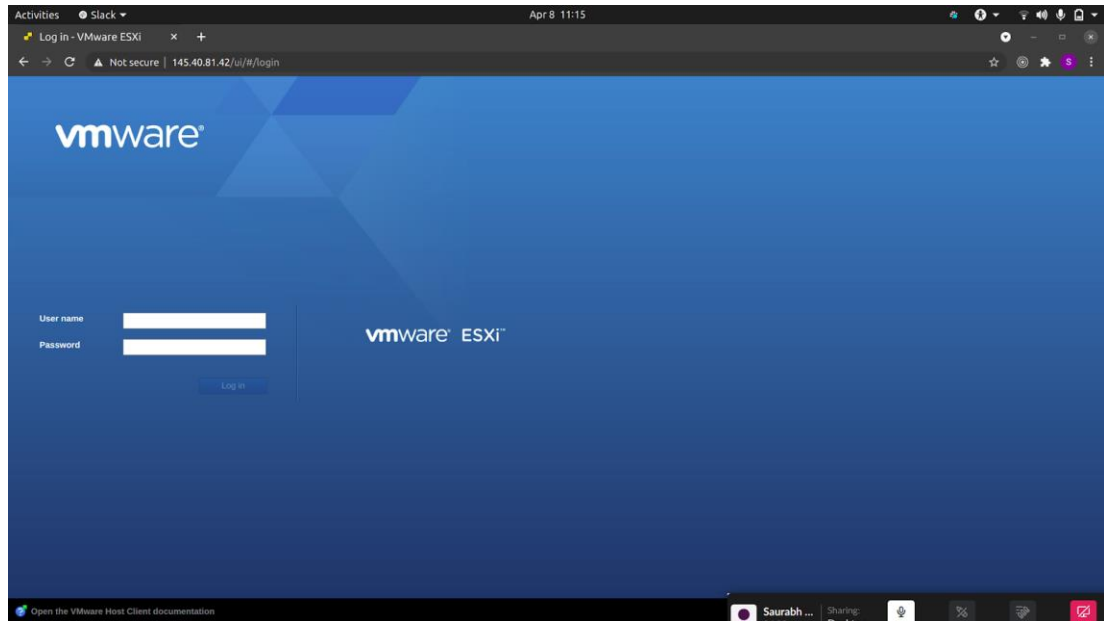 Activities Slack Apr 8 11:15
Log in - VMware ESXi
Not secure | 145.40.81.42/ui/#/login S
vmware®
User name
Password
Log in
vmware® ESXi™
Open the VMware Host Client documentation
Saurabh ... Sharing: